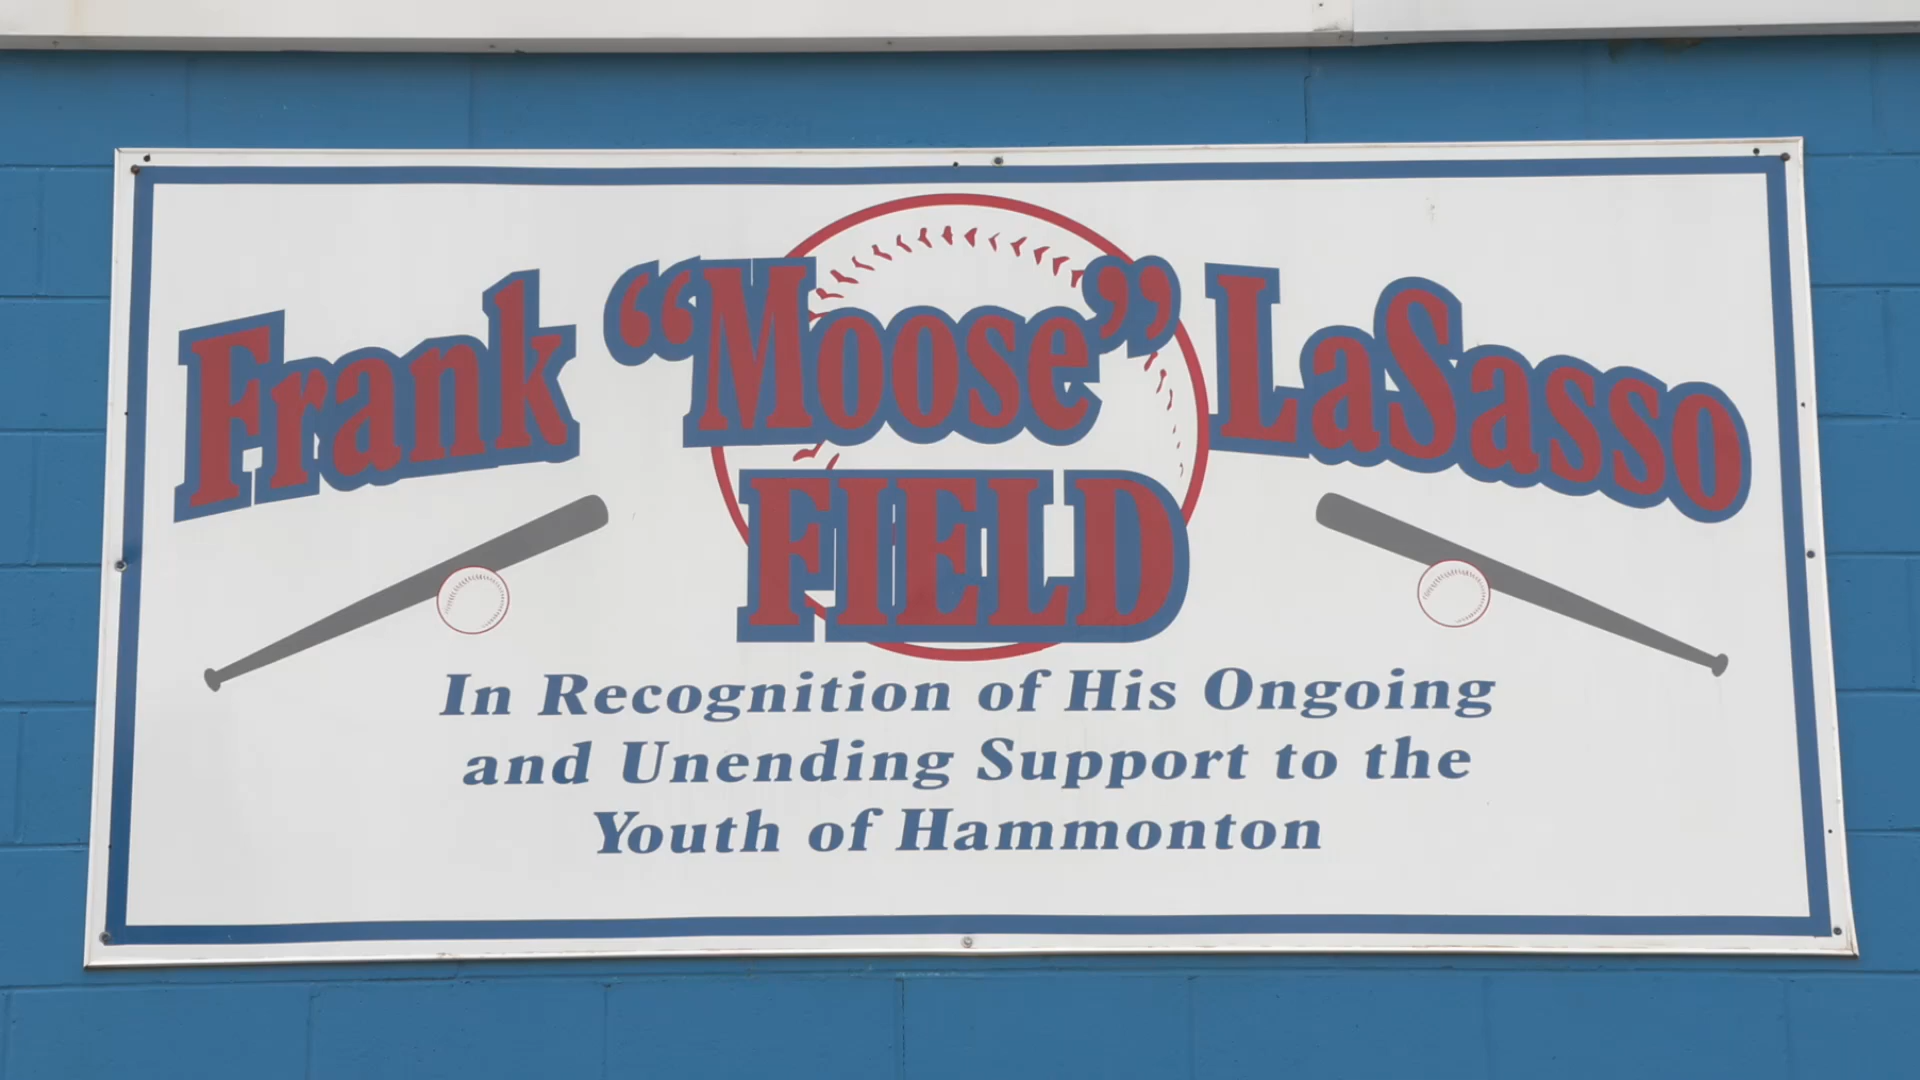 Frank “Moose” LaSasso
FIELD
In Recognition of His Ongoing
and Unending Support to the
Youth of Hammonton